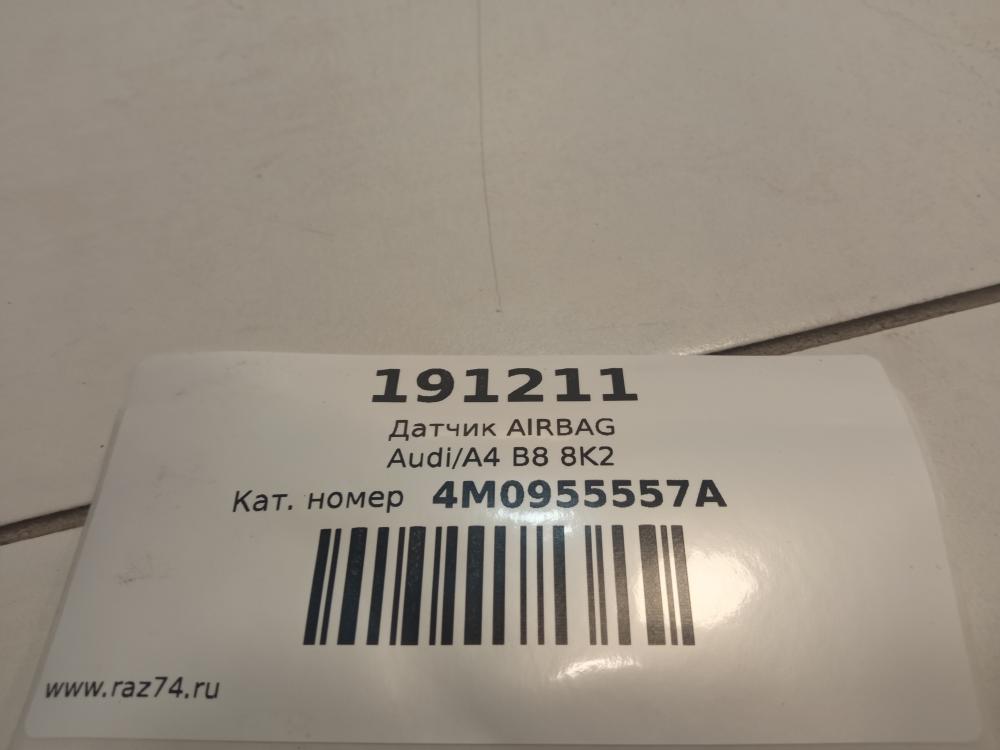 191211
Датчик AIRBAG
Audi/A4 B8 8K2
Кат. номер 4M0955557A
www.raz74.ru